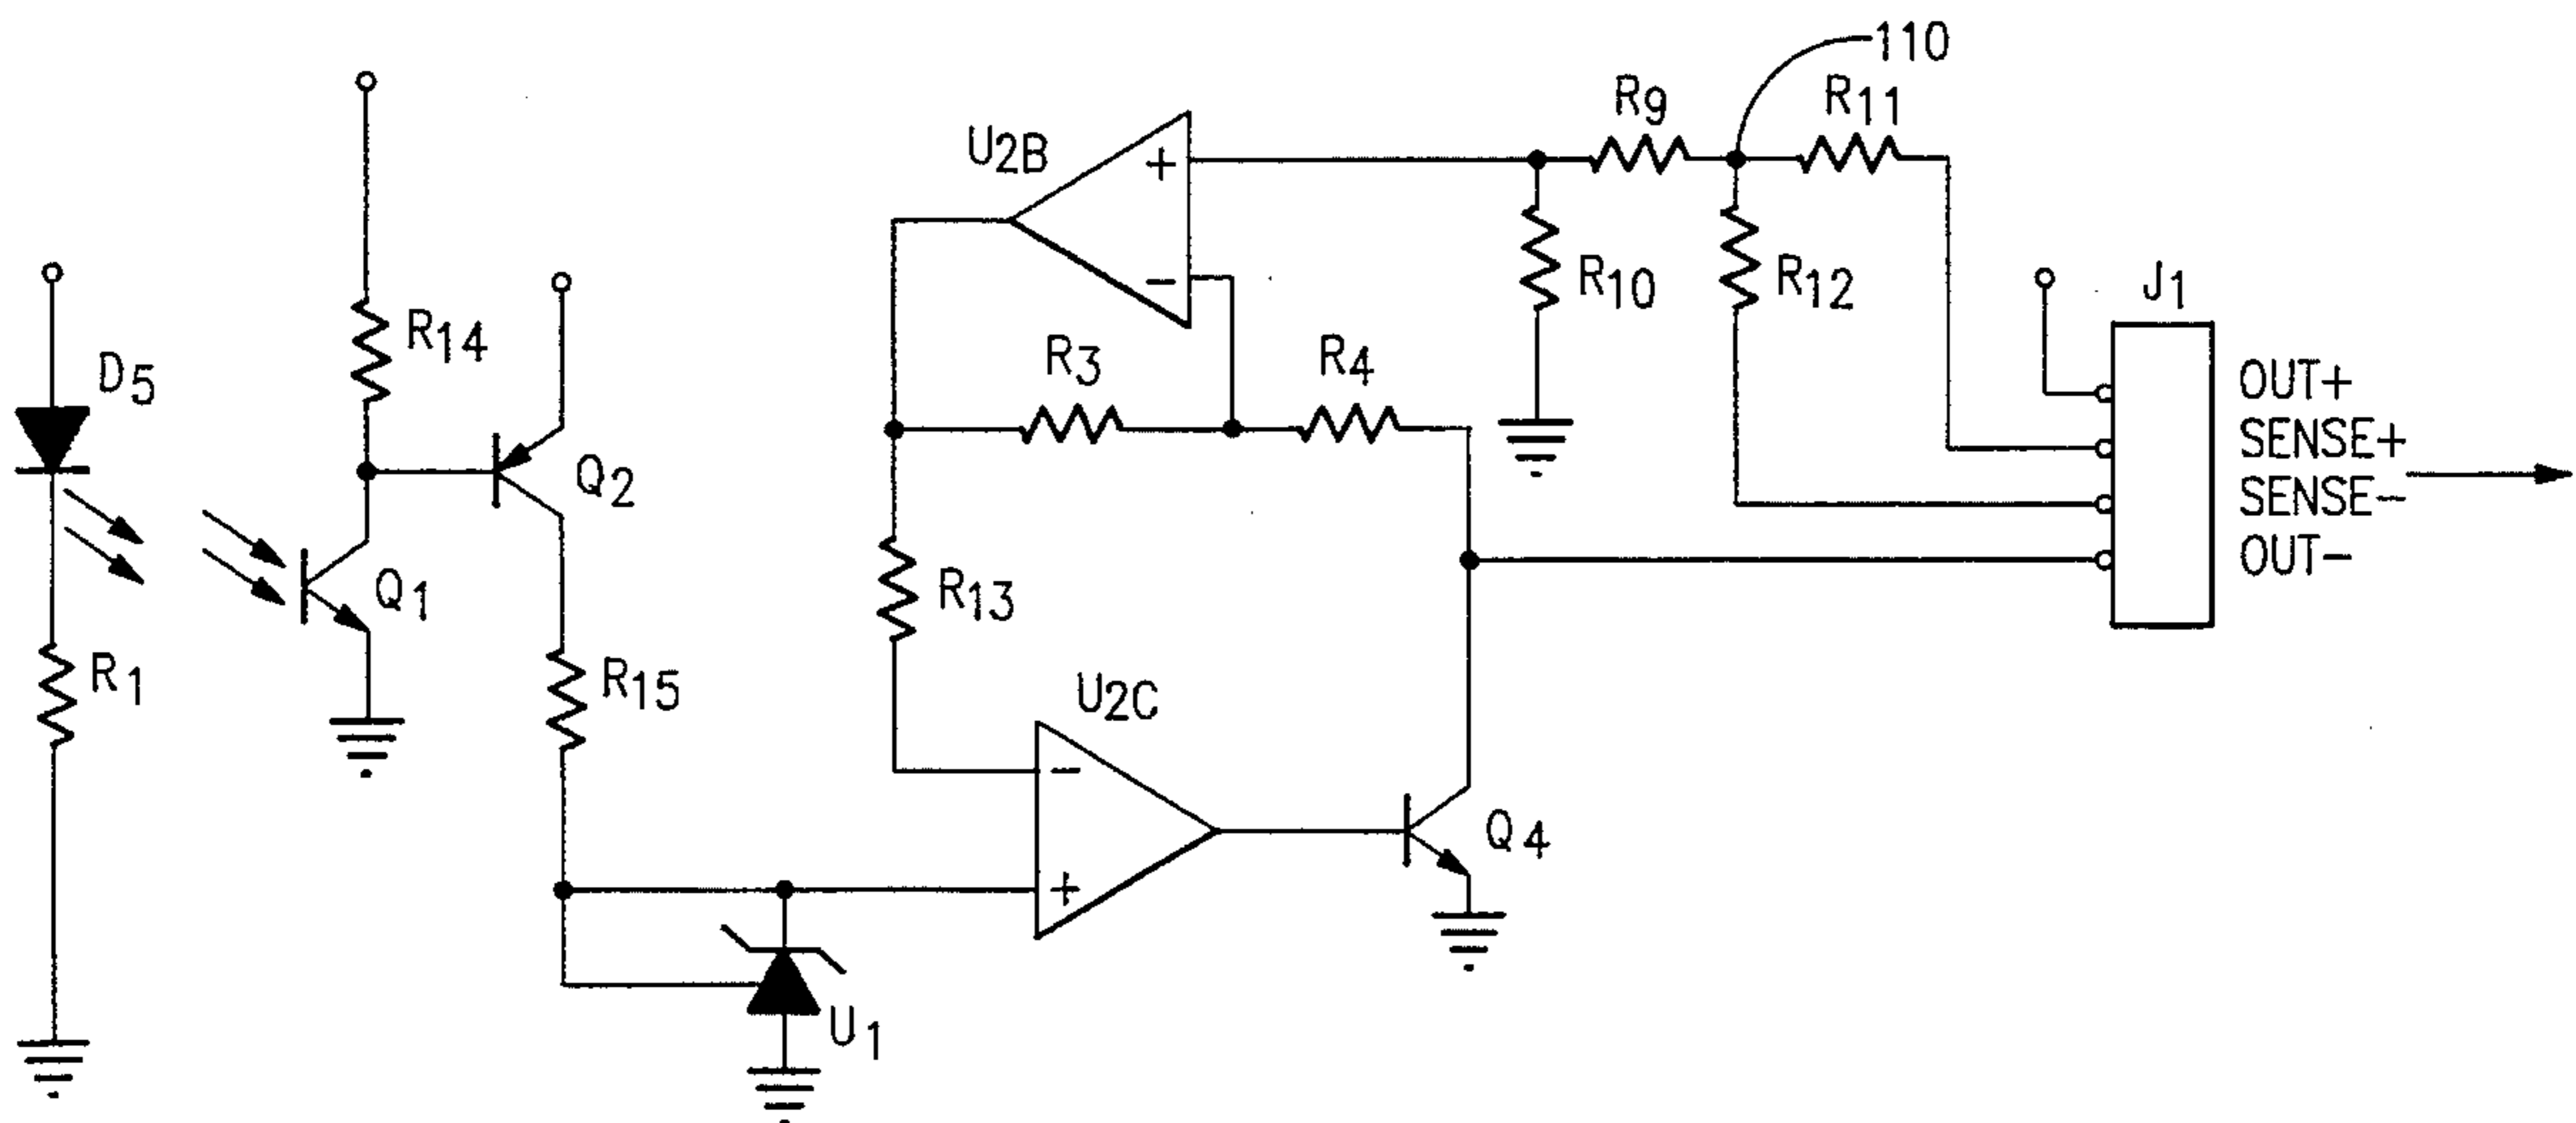 110
R9
R11
U2B
+
-
R10
R12
J1
R14
D5
R3
R4
OUT+
SENSE+
SENSE-
OUT-
Q2
Q1
R13
R1
R15
U2C
-
+
Q4
U1